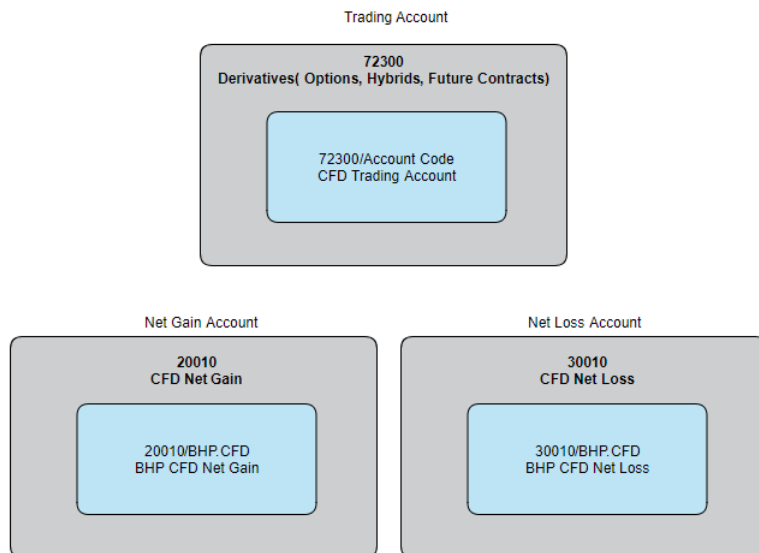 Trading Account
72300
Derivatives( Options, Hybrids, Future Contracts)
72300/Account Code
CFD Trading Account
Net Gain Account
20010
CFD Net Gain
20010/BHP.CFD
BHP CFD Net Gain
Net Loss Account
30010
CFD Net Loss
30010/BHP.CFD
BHP CFD Net Loss